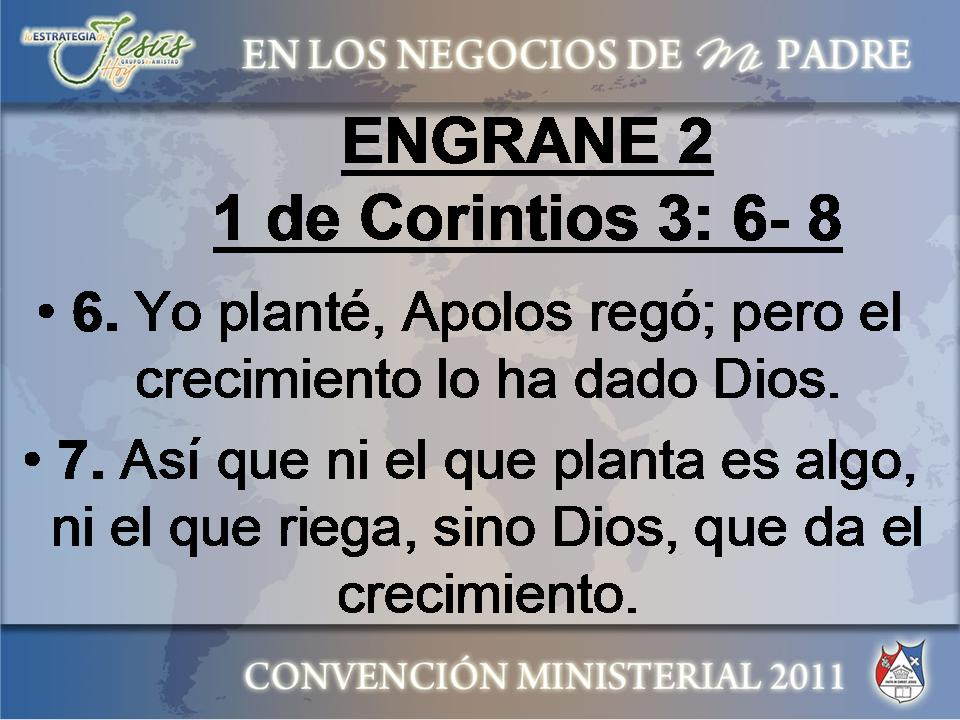 la ESTRATEGIA de
Jesús
GRUPOS de AMISTAD
Hoy
EN LOS NEGOCIOS DE Mi PADRE
ENGRANE 2
1 de Corintios 3: 6- 8
• 6. Yo planté, Apolos regó; pero el
crecimiento lo ha dado Dios.
• 7. Así que ni el que planta es algo,
ni el que riega, sino Dios, que da el
crecimiento.
CONVENCIÓN MINISTERIAL 2011